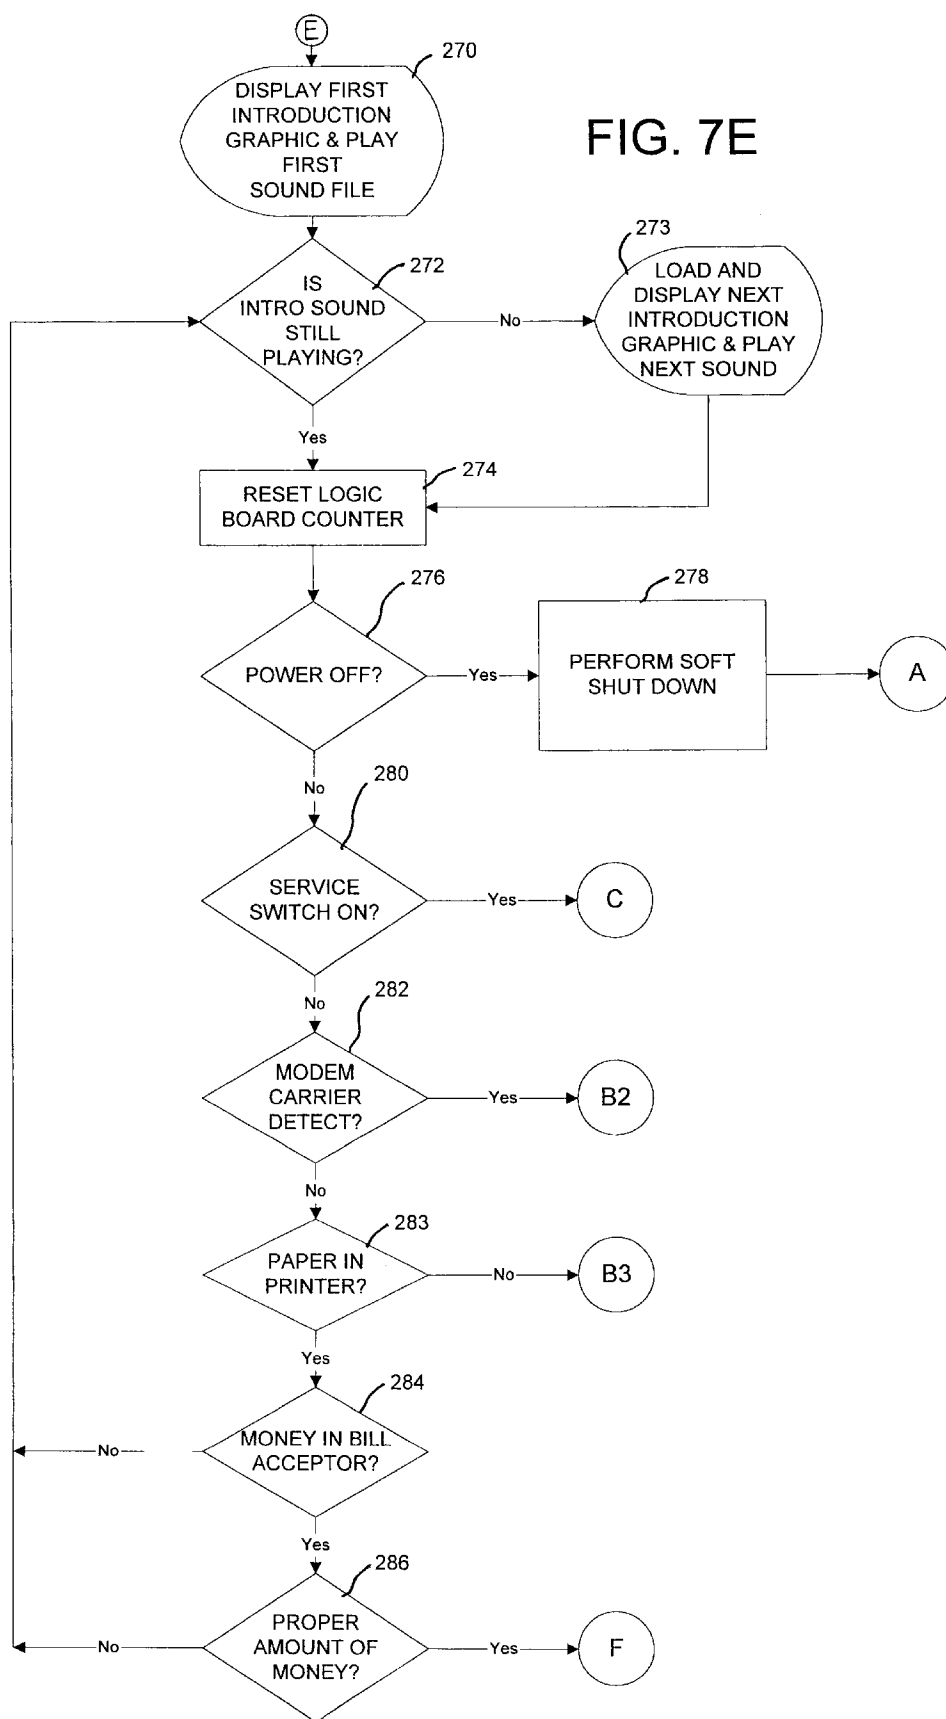 E
270
DISPLAY FIRST
INTRODUCTION
GRAPHIC & PLAY
FIRST
SOUND FILE
FIG. 7E
273
272
IS
INTRO SOUND
STILL
PLAYING?
No
LOAD AND
DISPLAY NEXT
INTRODUCTION
GRAPHIC & PLAY
NEXT SOUND
Yes
274
RESET LOGIC
BOARD COUNTER
276
278
POWER OFF?
Yes
PERFORM SOFT
SHUT DOWN
A
No
280
SERVICE
SWITCH ON?
Yes
C
No
282
MODEM
CARRIER
DETECT?
Yes
B2
No
283
PAPER IN
PRINTER?
No
B3
Yes
284
No
MONEY IN BILL
ACCEPTOR?
Yes
286
No
PROPER
AMOUNT OF
MONEY?
Yes
F